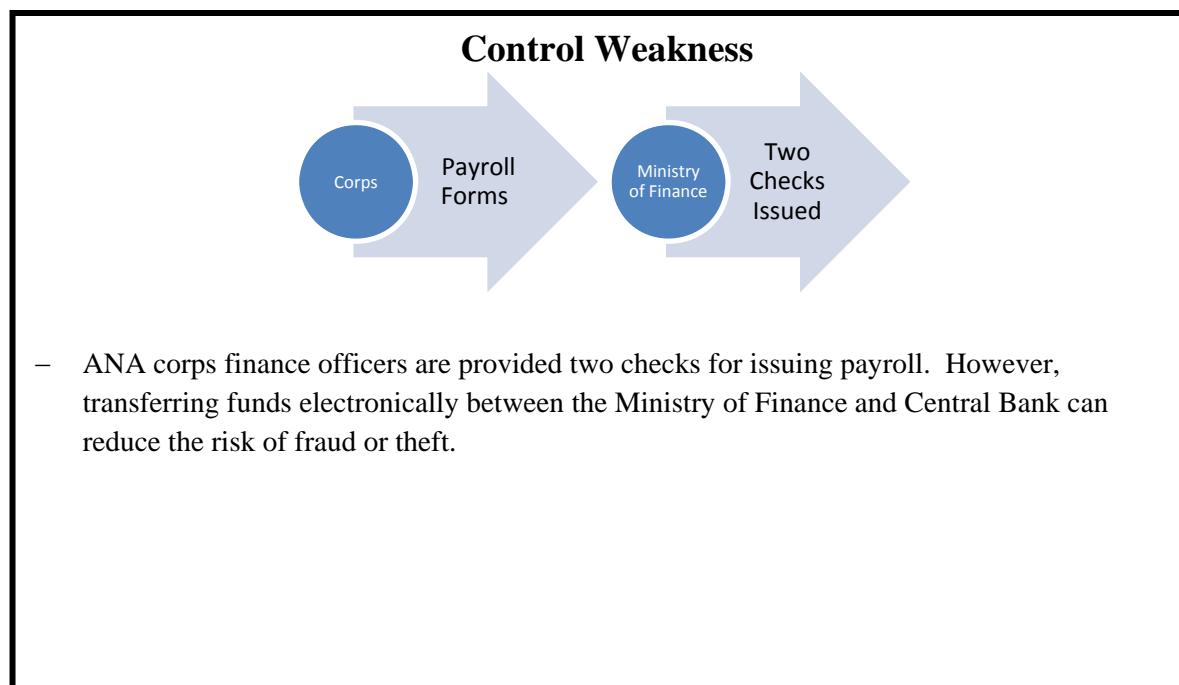 Control Weakness
Corps
Payroll
Forms
Ministry
of Finance
Two
Checks
Issued
– ANA corps finance officers are provided two checks for issuing payroll.  However,
transferring funds electronically between the Ministry of Finance and Central Bank can
reduce the risk of fraud or theft.